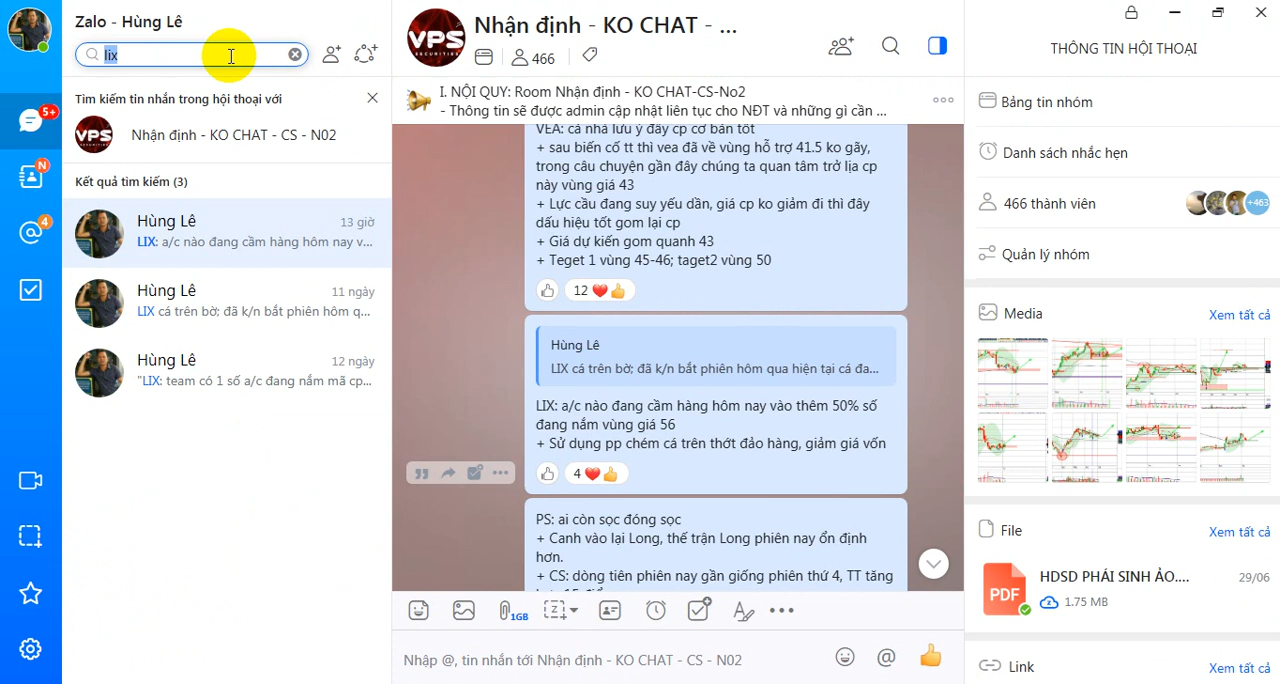 Zalo - Hùng Lê
lix
Tìm kiếm tin nhắn trong hội thoại với
VPS
Nhận định - KO CHAT - CS - N02
Kết quả tìm kiếm (3)
Hùng Lê
13 giờ
LIX: a/c nào đang cầm hàng hôm nay v...
Hùng Lê
11 ngày
LIX cá trên bờ; đã k/n bắt phiên hôm q...
Hùng Lê
12 ngày
"LIX: team có 1 số a/c đang nắm mã cp...
5+
N
4
VPS
SECURITIES
Nhận định - KO CHAT - ...
466
I. NỘI QUY: Room Nhận định - KO CHAT-CS-No2
- Thông tin sẽ được admin cập nhật liên tục cho NĐT và những gì cần ...
VEA: cả nhà lưu ý đây cp cơ bản tốt
+ sau biến cố tt thì vea đã về vùng hỗ trợ 41.5 ko gãy,
trong câu chuyện gần đây chúng ta quan tâm trở lịa cp
này vùng giá 43
+ Lực cầu đang suy yếu dần, giá cp ko giảm đi thì đây
dấu hiệu tốt gom lại cp
+ Giá dự kiến gom quanh 43
+ Teget 1 vùng 45-46; taget2 vùng 50
12
Hùng Lê
LIX cá trên bờ; đã k/n bắt phiên hôm qua hiện tại cá đa...
LIX: a/c nào đang cầm hàng hôm nay vào thêm 50% số
đang nắm vùng giá 56
+ Sử dụng pp chém cá trên thớt đảo hàng, giảm giá vốn
4
PS: ai còn sọc đóng sọc
+ Canh vào lại Long, thế trận Long phiên nay ổn định
hơn.
+ CS: dòng tiền phiên nay gần giống phiên thứ 4, TT tăng
1GB
Nhập @, tin nhắn tới Nhận định - KO CHAT - CS - N02
THÔNG TIN HỘI THOẠI
Bảng tin nhóm
Danh sách nhắc hẹn
466 thành viên
+463
Quản lý nhóm
Media
Xem tất cả
File
Xem tất cả
PDF
HDSD PHÁI SINH ẢO....
29/06
1.75 MB
Link
Xem tất cả